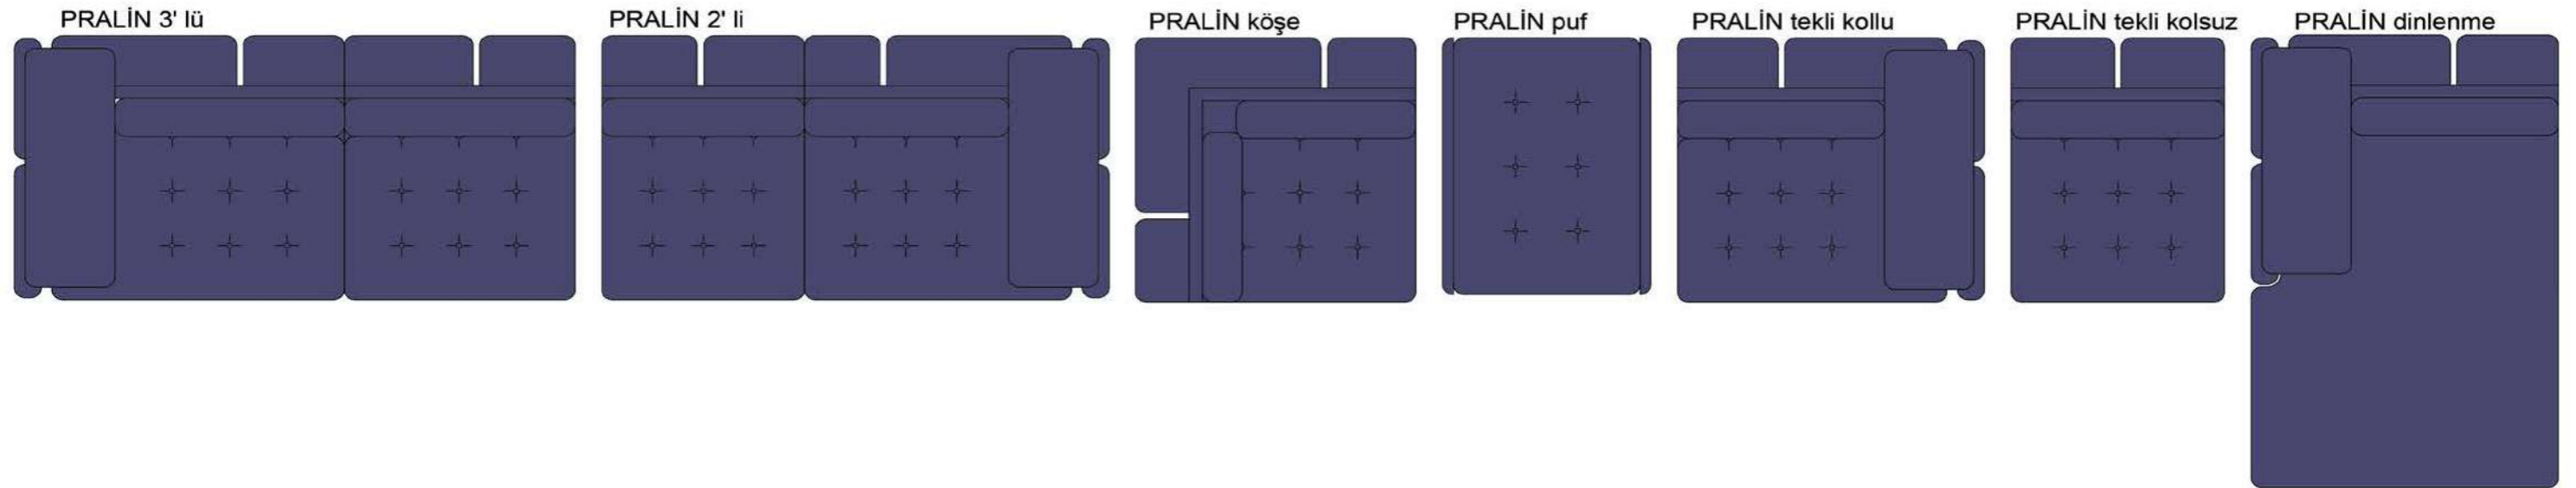 PRALİN 3' lü
PRALİN 2' li
PRALİN köşe
PRALİN puf
PRALİN tekli kollu
PRALİN tekli kolsuz
PRALİN dinlenme